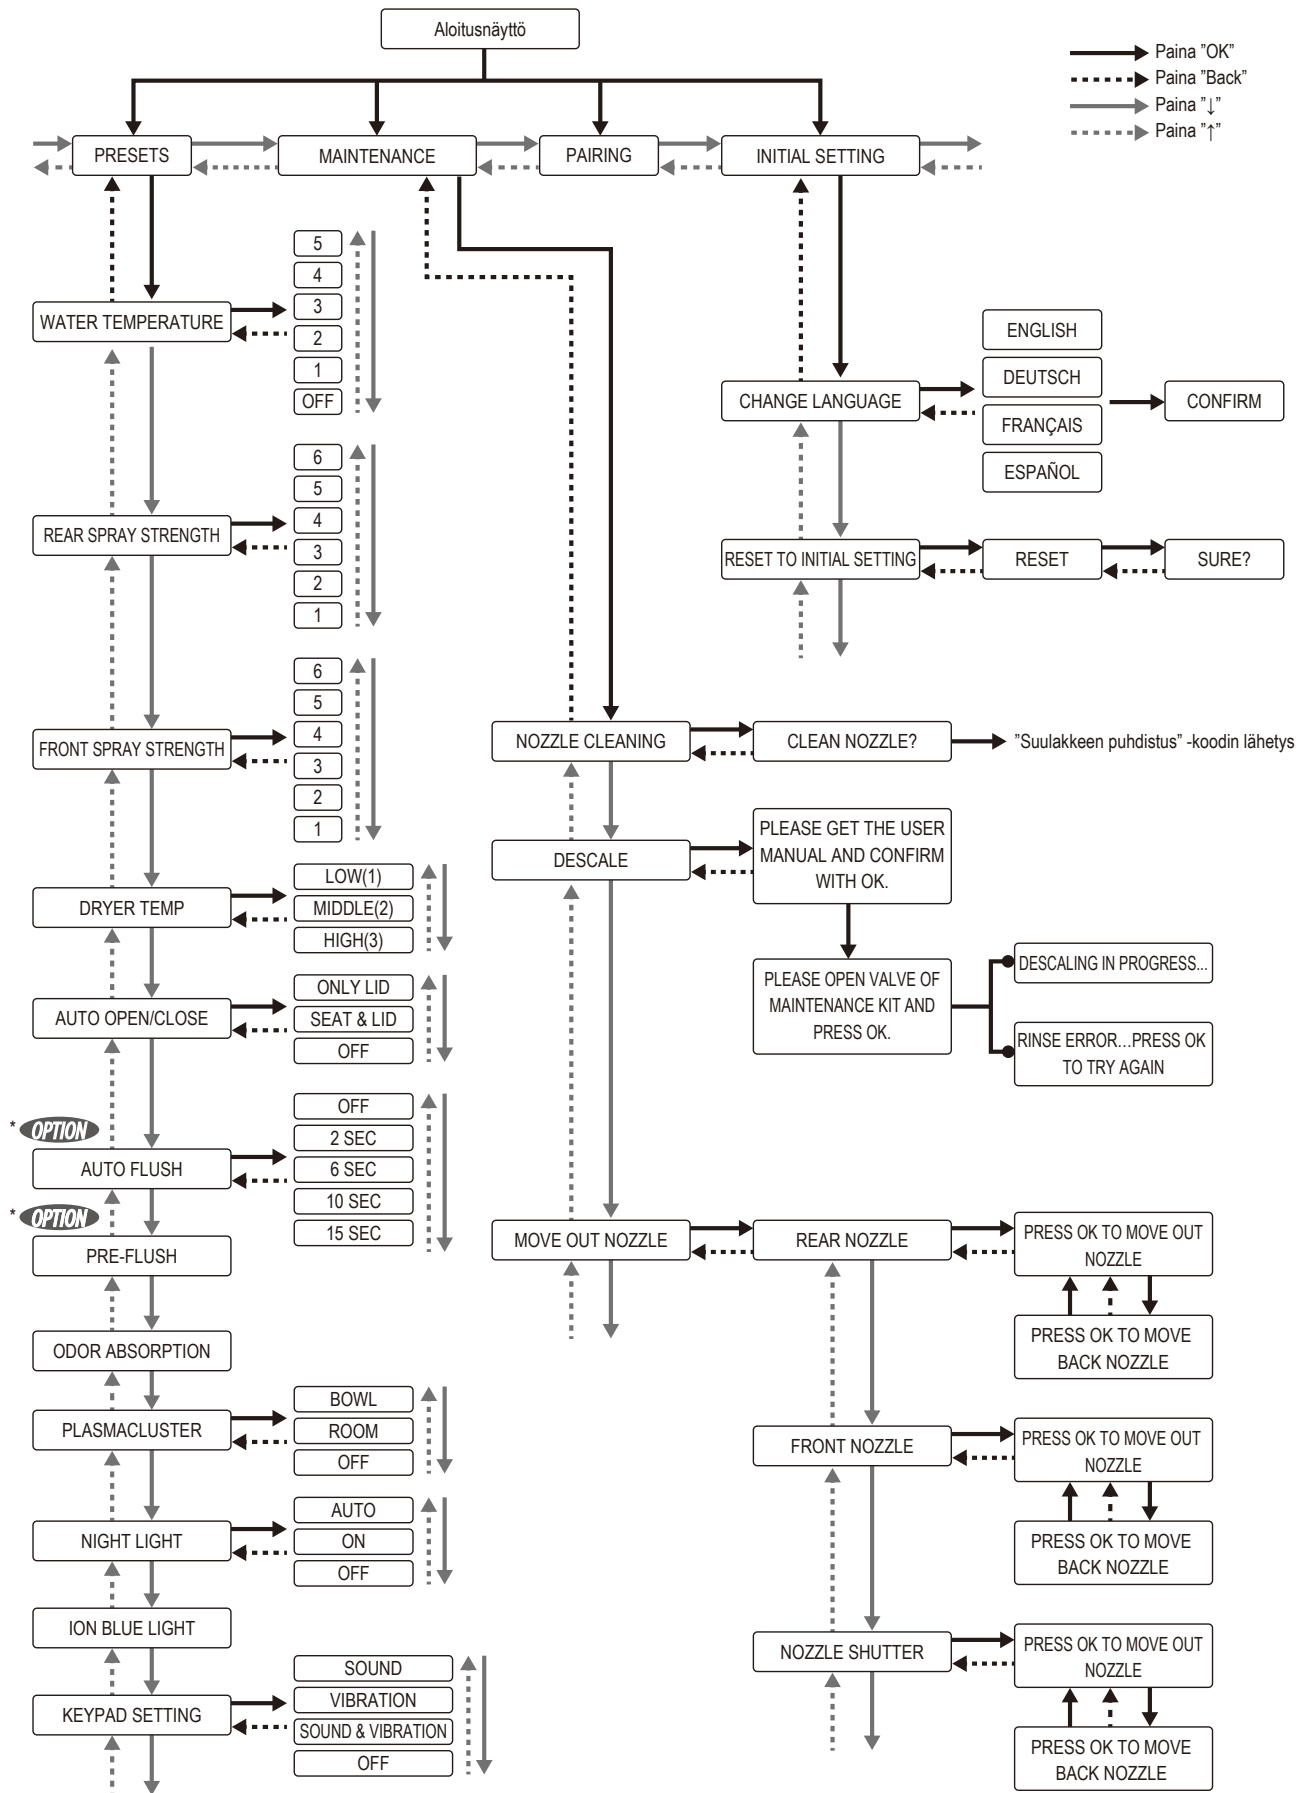 Aloitusnäyttö
Paina "OK"
Paina "Back"
Paina "↓"
Paina "↑"
PRESETS
MAINTENANCE
PAIRING
INITIAL SETTING
WATER TEMPERATURE
5
4
3
2
1
OFF
REAR SPRAY STRENGTH
6
5
4
3
2
1
FRONT SPRAY STRENGTH
6
5
4
3
2
1
DRYER TEMP
LOW(1)
MIDDLE(2)
HIGH(3)
AUTO OPEN/CLOSE
ONLY LID
SEAT & LID
OFF
* OPTION
AUTO FLUSH
OFF
2 SEC
6 SEC
10 SEC
15 SEC
* OPTION
PRE-FLUSH
ODOR ABSORPTION
PLASMACLUSTER
BOWL
ROOM
OFF
NIGHT LIGHT
AUTO
ON
OFF
ION BLUE LIGHT
KEYPAD SETTING
SOUND
VIBRATION
SOUND & VIBRATION
OFF
NOZZLE CLEANING
CLEAN NOZZLE?
"Suulakkeen puhdistus" -koodin lähetys
DESCALE
PLEASE GET THE USER
MANUAL AND CONFIRM
WITH OK.
PLEASE OPEN VALVE OF
MAINTENANCE KIT AND
PRESS OK.
DESCALING IN PROGRESS...
RINSE ERROR...PRESS OK
TO TRY AGAIN
MOVE OUT NOZZLE
REAR NOZZLE
PRESS OK TO MOVE OUT
NOZZLE
PRESS OK TO MOVE
BACK NOZZLE
FRONT NOZZLE
PRESS OK TO MOVE OUT
NOZZLE
PRESS OK TO MOVE
BACK NOZZLE
NOZZLE SHUTTER
PRESS OK TO MOVE OUT
NOZZLE
PRESS OK TO MOVE
BACK NOZZLE
CHANGE LANGUAGE
ENGLISH
DEUTSCH
FRANÇAIS
ESPAÑOL
CONFIRM
RESET TO INITIAL SETTING
RESET
SURE?